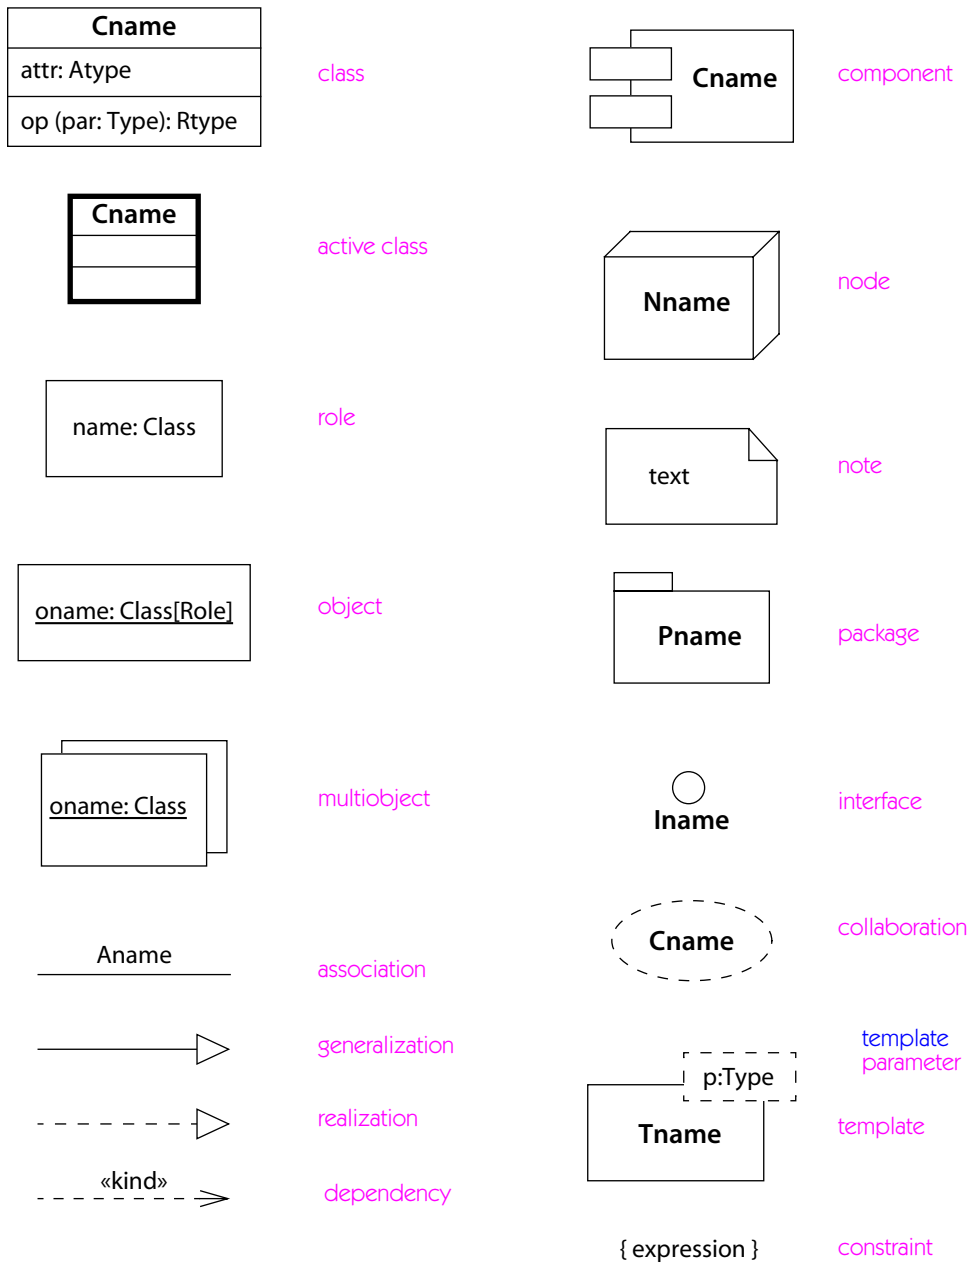 Cname
attr: Atype
op (par: Type): Rtype
class
Cname
active class
name: Class
role
oname: Class[Role]
object
oname: Class
multiobject
Aname
association
generalization
realization
«kind»
dependency
Cname
component
Nname
node
text
note
Pname
package
Iname
interface
Cname
collaboration
template
parameter
p:Type
Tname
template
{ expression }
constraint